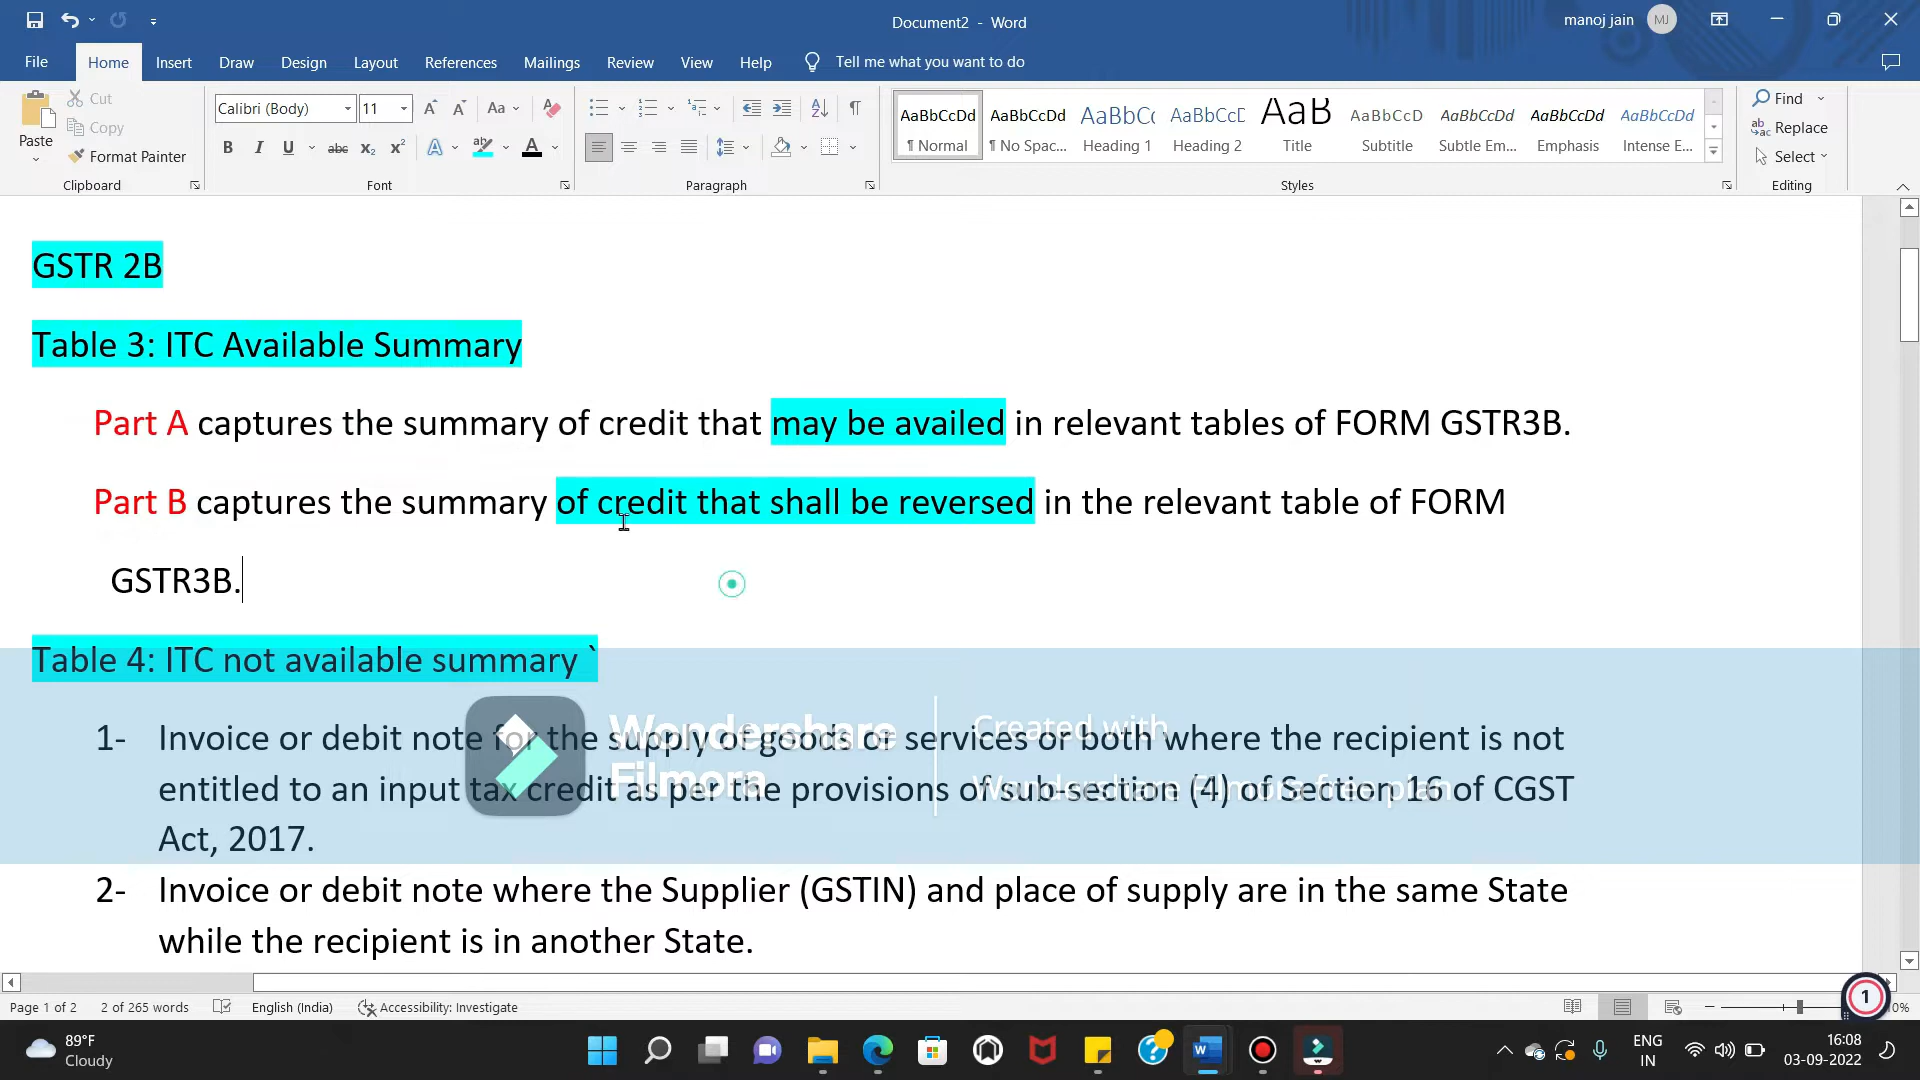 Document2 - Word
manoj jain MJ
File Home Insert Draw Design Layout References Mailings Review View Help Tell me what you want to do
Paste
Cut
Copy
Format Painter
Clipboard
Calibri (Body) 11
Font
Paragraph
AaBbCcDd ¶ Normal
AaBbCcDd ¶ No Spac...
AaBbCc Heading 1
AaBbCcD Heading 2
AaB Title
AaBbCcD Subtitle
AaBbCcDd Subtle Em...
AaBbCcDd Emphasis
AaBbCcDd Intense E...
Styles
Find
Replace
Select
Editing
GSTR 2B
Table 3: ITC Available Summary
Part A captures the summary of credit that may be availed in relevant tables of FORM GSTR3B.
Part B captures the summary of credit that shall be reversed in the relevant table of FORM
GSTR3B.
Table 4: ITC not available summary `
1- Invoice or debit note for the supply of goods or services or both where the recipient is not
entitled to an input tax credit as per the provisions of sub-section (4) of Section 16 of CGST
Act, 2017.
Wondershare
Filmora
Created with
Wondershare Filmora free plan
2- Invoice or debit note where the Supplier (GSTIN) and place of supply are in the same State
while the recipient is in another State.
Page 1 of 2 2 of 265 words English (India) Accessibility: Investigate
1
89°F
Cloudy
ENG
IN
16:08
03-09-2022